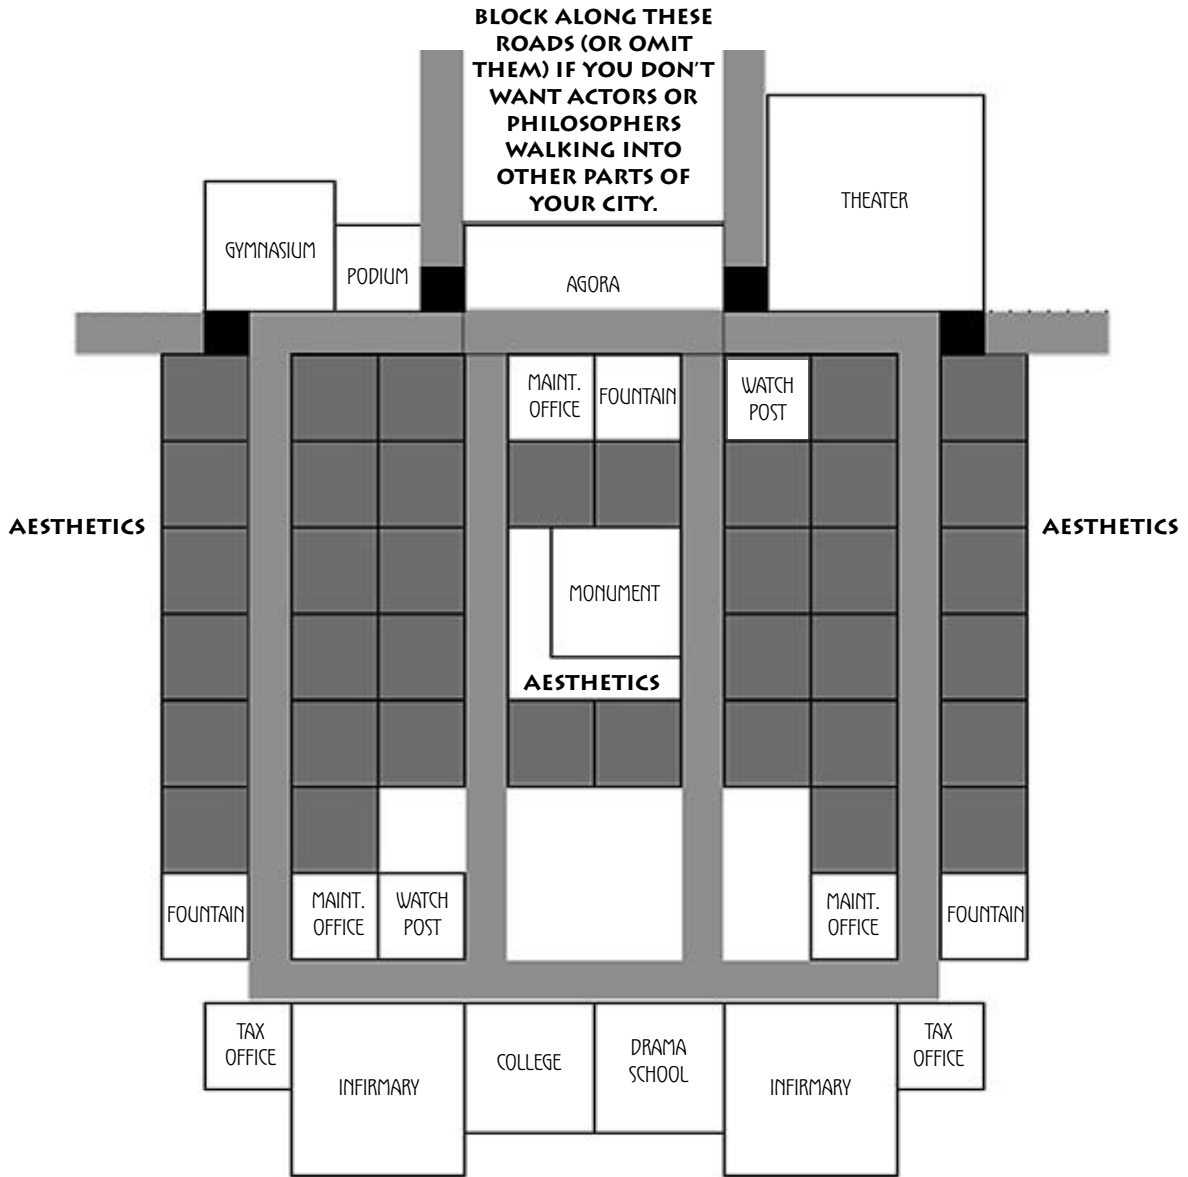 BLOCK ALONG THESE
ROADS (OR OMIT
THEM) IF YOU DON'T
WANT ACTORS OR
PHILOSOPHERS
WALKING INTO
OTHER PARTS OF
YOUR CITY.
THEATER
GYMNASIUM
PODIUM
AGORA
MAINT.
OFFICE
FOUNTAIN
WATCH
POST
AESTHETICS
AESTHETICS
MONUMENT
AESTHETICS
FOUNTAIN
MAINT.
OFFICE
WATCH
POST
MAINT.
OFFICE
FOUNTAIN
TAX
OFFICE
INFIRMARY
COLLEGE
DRAMA
SCHOOL
INFIRMARY
TAX
OFFICE